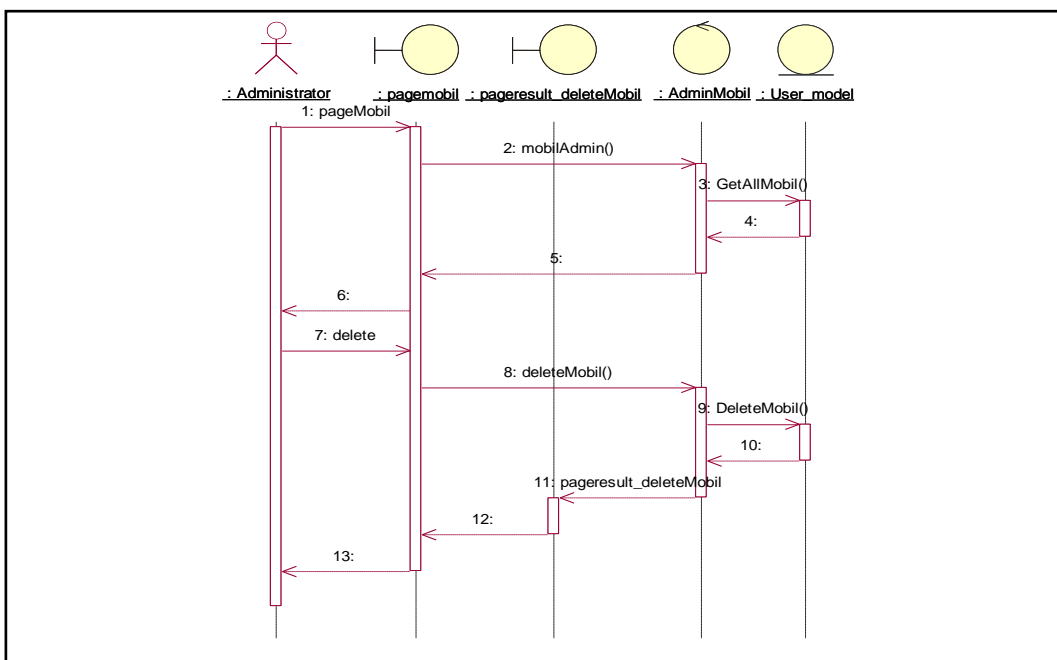 : Administrator
: pagemobil
: pageresult_deleteMobil
: AdminMobil
: User_model
1: pageMobil
2: mobilAdmin()
3: GetAllMobil()
4:
5:
6:
7: delete
8: deleteMobil()
9: DeleteMobil()
10:
11: pageresult_deleteMobil
12:
13: